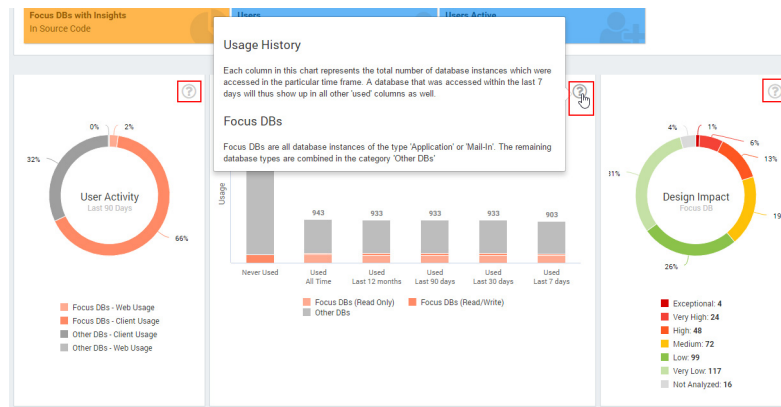 Focus DBs with Insights
In Source Code
Users
Users Active
Usage History
Each column in this chart represents the total number of database instances which were
accessed in the particular time frame. A database that was accessed within the last 7
days will thus show up in all other 'used' columns as well.
Focus DBs
Focus DBs are all database instances of the type 'Application' or 'Mail-In'. The remaining
database types are combined in the category 'Other DBs'
?
?
?
0%
2%
32%
66%
User Activity
Last 90 Days
Focus DBs - Web Usage
Focus DBs - Client Usage
Other DBs - Client Usage
Other DBs - Web Usage
Usage
943
933
933
933
903
Never Used
Used
All Time
Used
Last 12 months
Used
Last 90 days
Used
Last 30 days
Used
Last 7 days
Focus DBs (Read Only)
Focus DBs (Read/Write)
Other DBs
4%
1%
6%
13%
31%
19
26%
Design Impact
Focus DB
Exceptional: 4
Very High: 24
High: 48
Medium: 72
Low: 99
Very Low: 117
Not Analyzed: 16